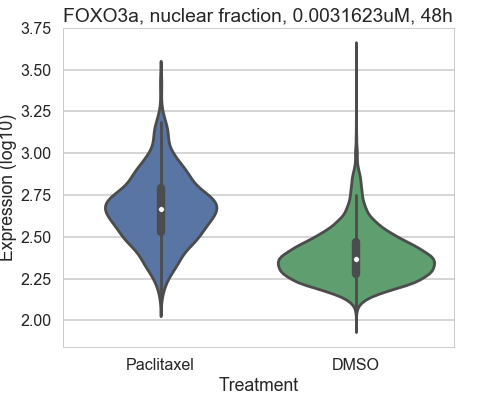 FOXO3a, nuclear fraction, 0.0031623uM, 48h
3.75
3.50
3.25
3.00
2.75
2.50
2.25
2.00
Expression (log10)
Paclitaxel DMSO
Treatment